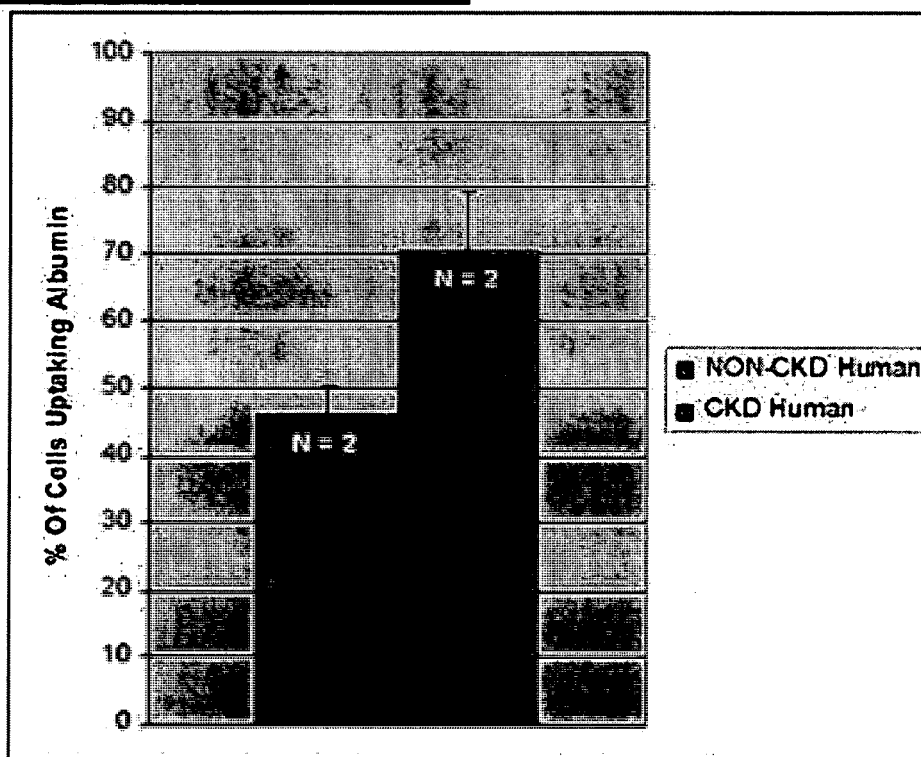 100
90
80
70
60
50
40
30
20
10
0
% Of Cells Uptaking Albumin
N = 2
N = 2
NON-CKD Human
CKD Human